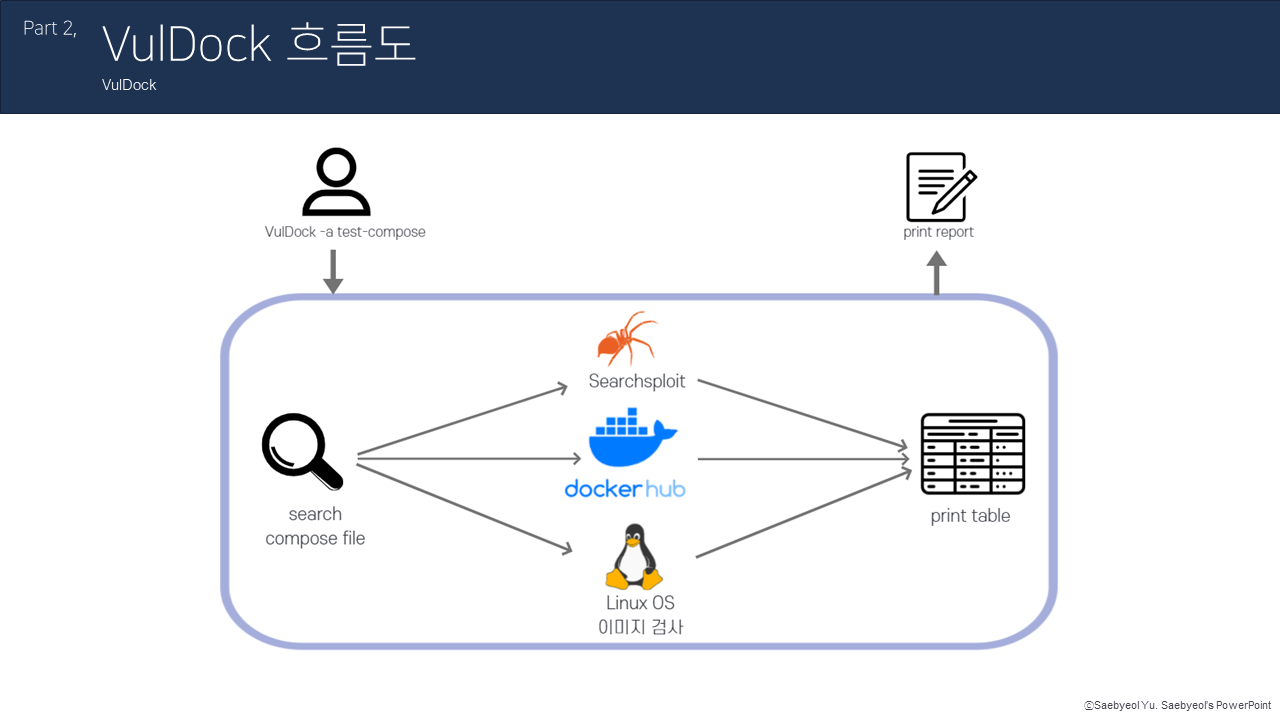 Part 2,
VulDock 흐름도
VulDock
VulDock -a test-compose
print report
Searchsploit
docker hub
search
compose file
print table
Linux OS
이미지 검사
ⓒSaebyeol Yu. Saebyeol's PowerPoint